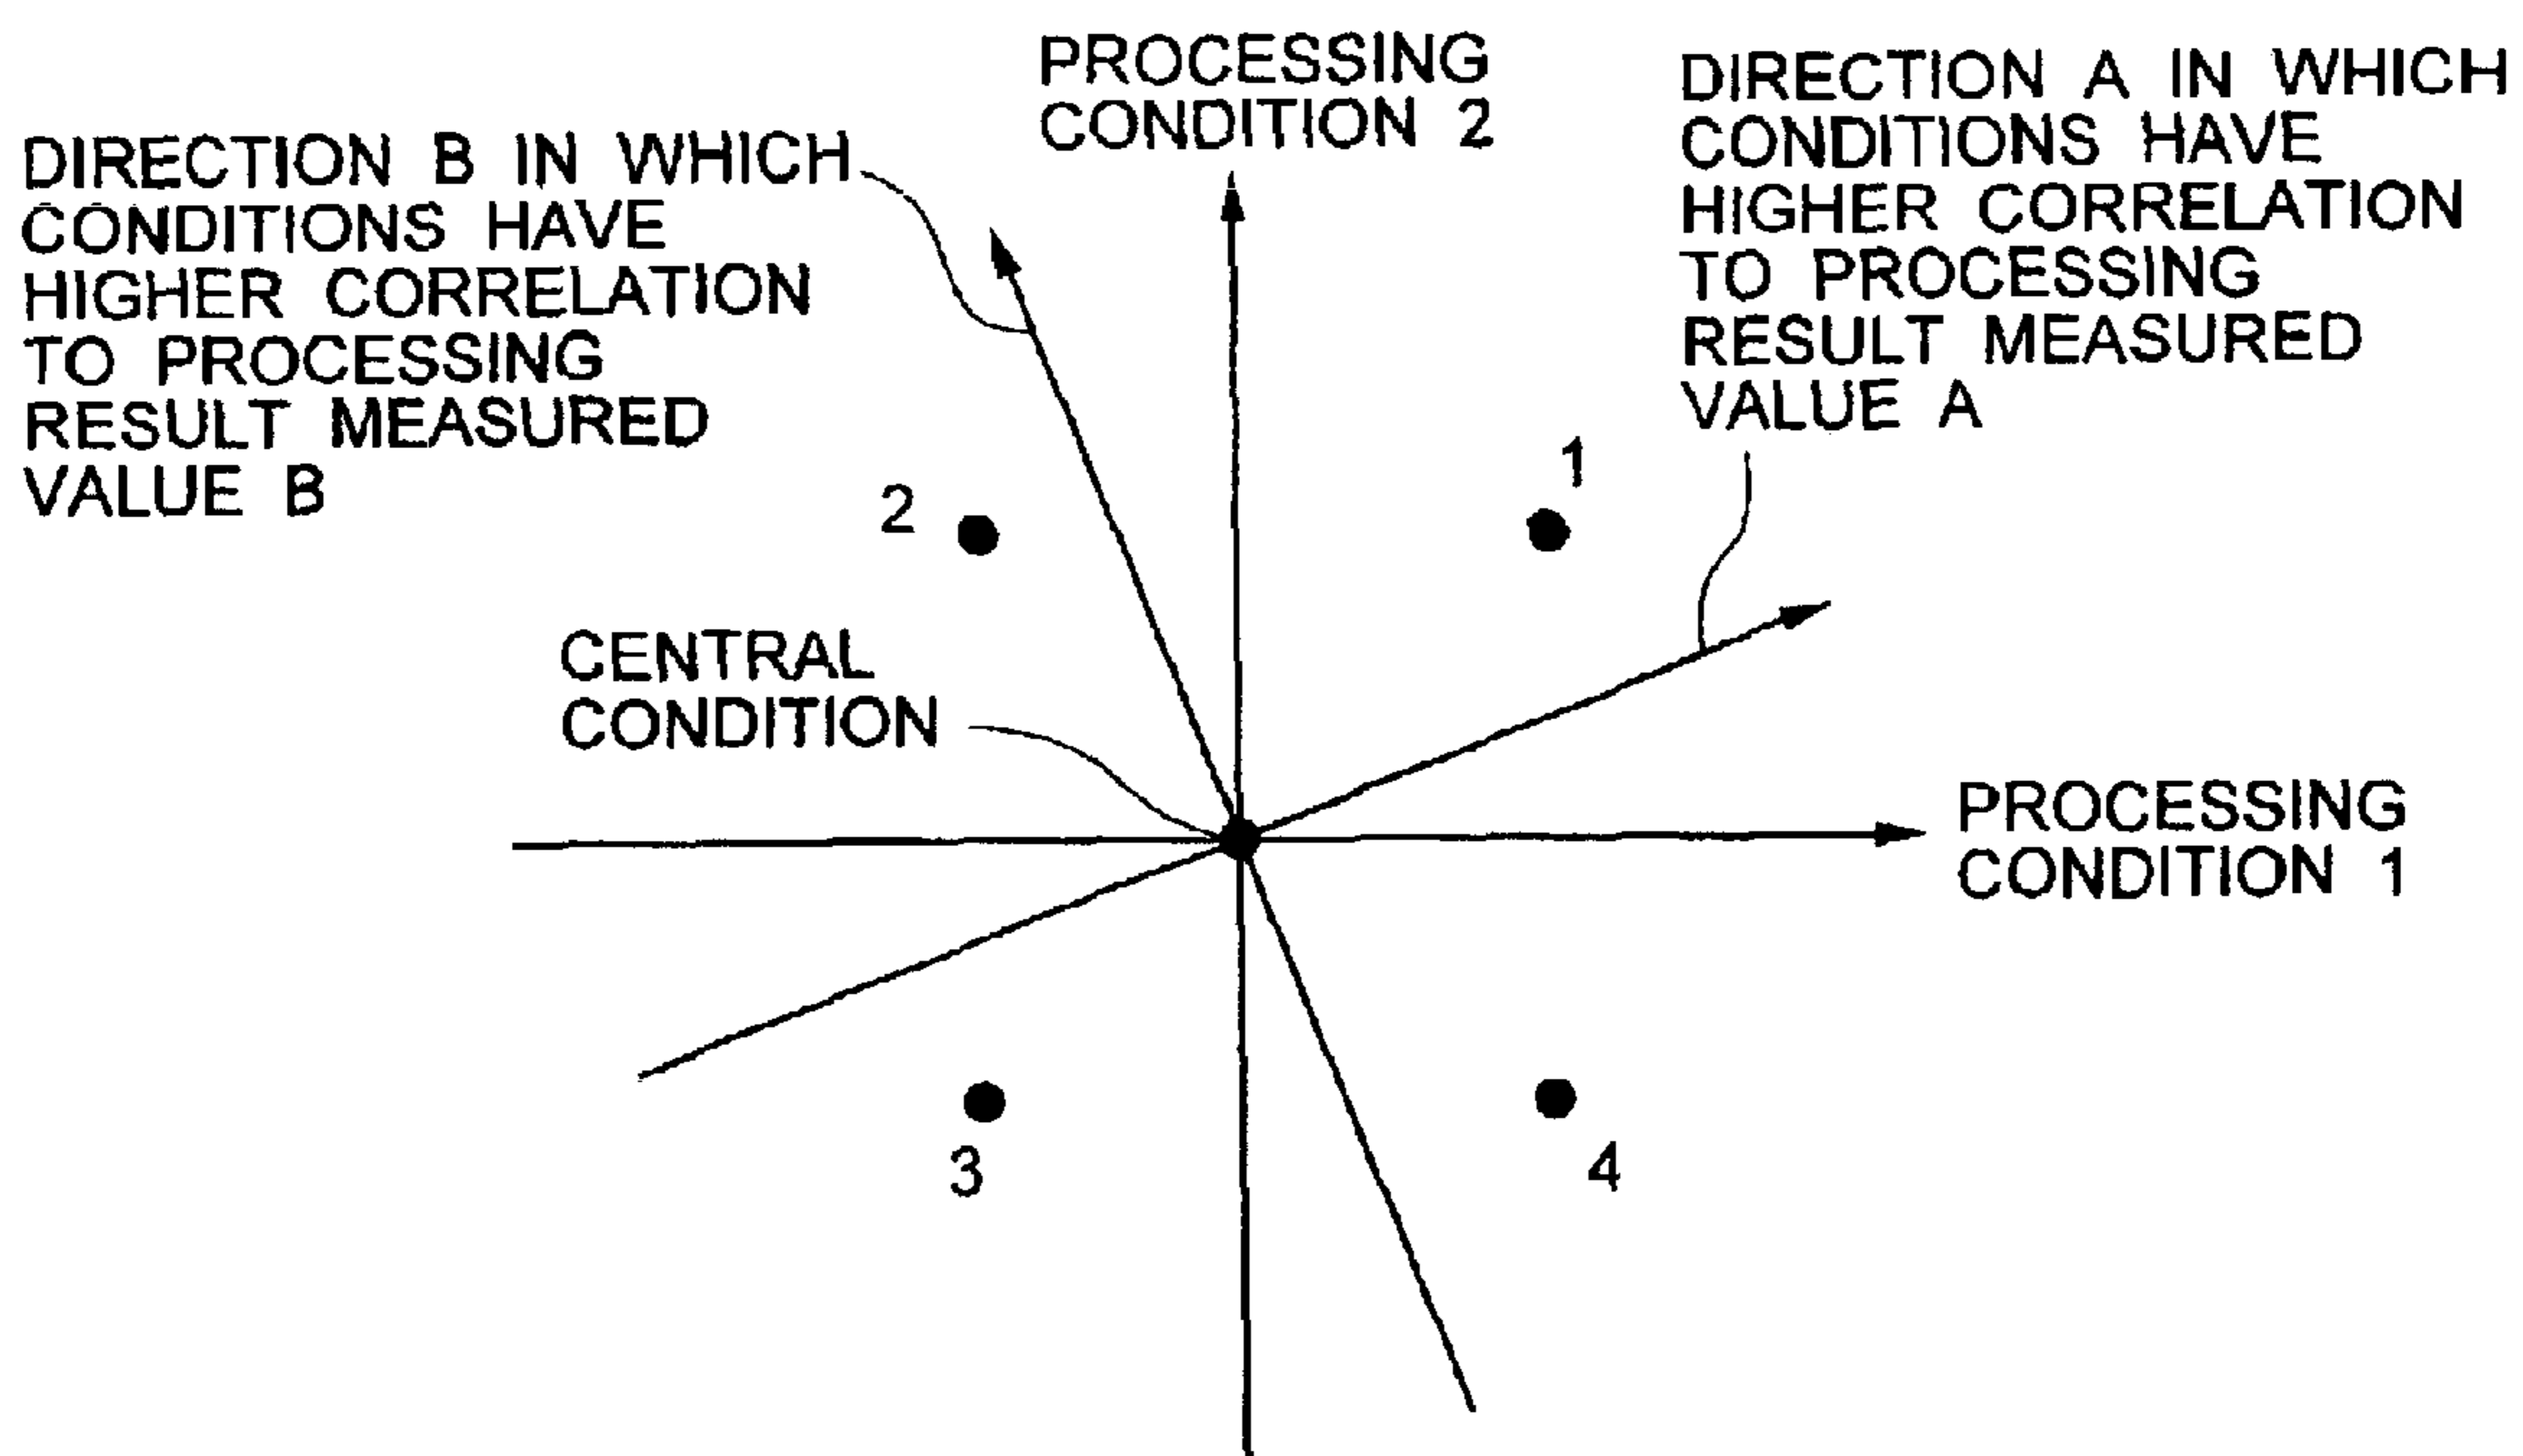 PROCESSING
CONDITION 2
DIRECTION A IN WHICH
CONDITIONS HAVE
HIGHER CORRELATION
TO PROCESSING
RESULT MEASURED
VALUE A
DIRECTION B IN WHICH
CONDITIONS HAVE
HIGHER CORRELATION
TO PROCESSING
RESULT MEASURED
VALUE B
1
2
CENTRAL
CONDITION
PROCESSING
CONDITION 1
3
4